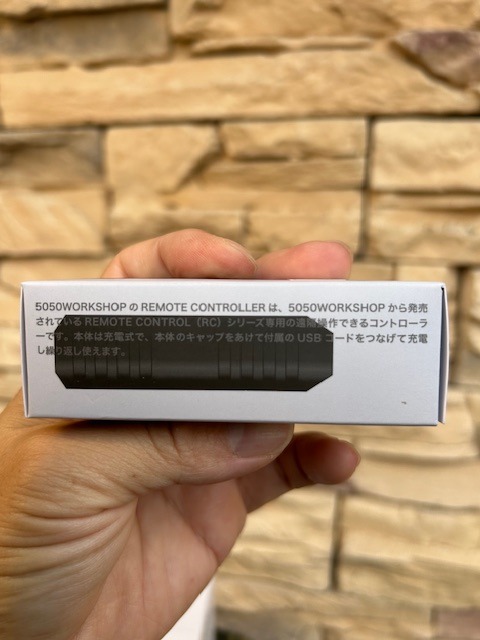 5050WORKSHOP の REMOTE CONTROLLER は、5050WORKSHOP から発売
されている REMOTE CONTROL（RC）シリーズ専用の遠隔操作できるコントローラ
ーです。本体は充電式で、本体のキャップをあけて付属の USB コードをつなげて充電
し繰り返し使えます。